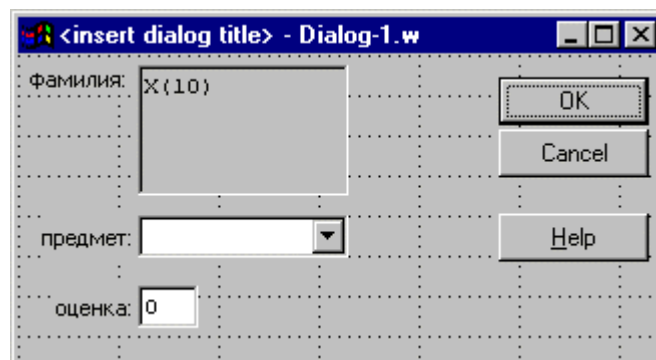 <insert dialog title> - Dialog-1.w
фамилия: X(10)
OK
Cancel
предмет:
Help
оценка: 0